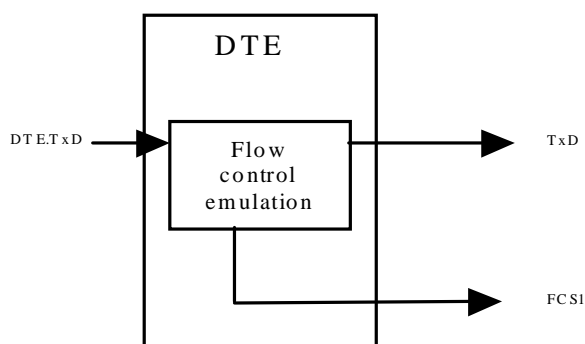 DTE
DTE.TxD
Flow
control
emulation
TxD
FCS1